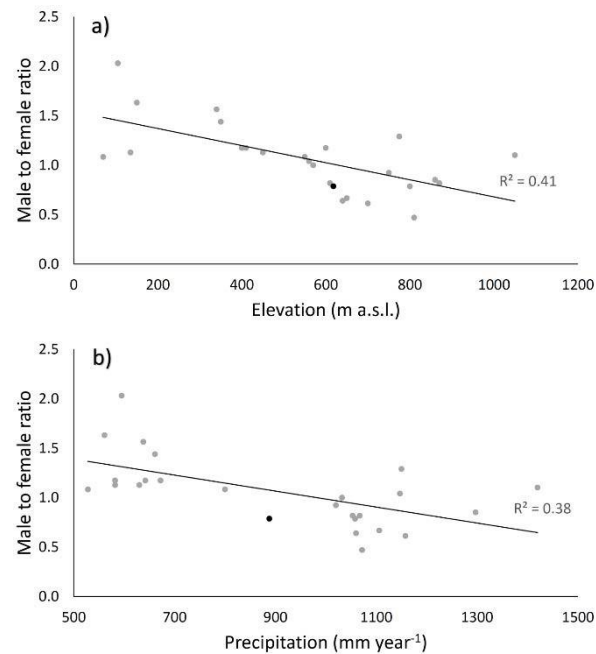 a)
Male to female ratio
2.5
2.0
1.5
1.0
0.5
0.0
R² = 0.41
0 200 400 600 800 1000 1200
Elevation (m a.s.l.)
b)
Male to female ratio
2.5
2.0
1.5
1.0
0.5
0.0
R² = 0.38
500 700 900 1100 1300 1500
Precipitation (mm year⁻¹)